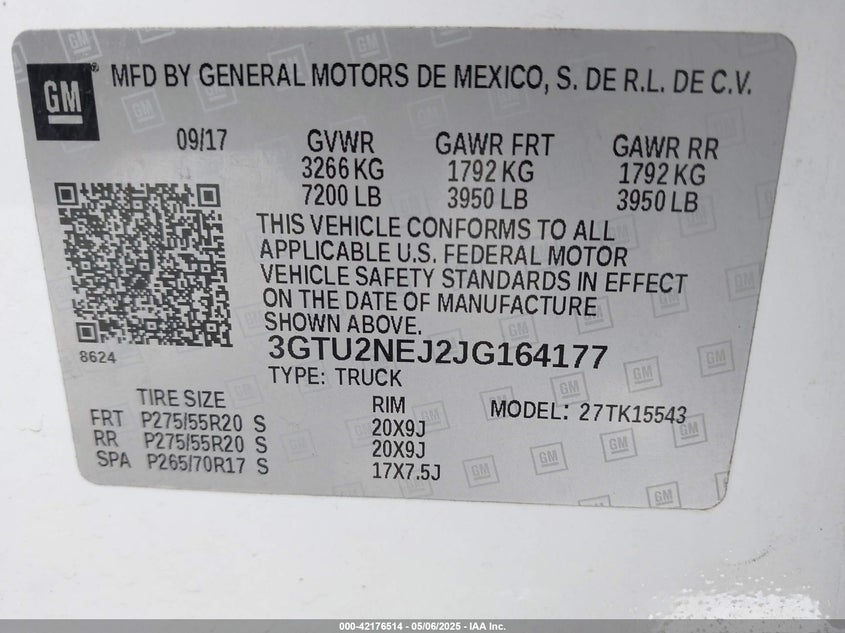 GM
MFD BY GENERAL MOTORS DE MEXICO, S. DE R.L. DE C.V.
09/17 GVWR GAWR FRT GAWR RR
3266 KG 1792 KG 1792 KG
7200 LB 3950 LB 3950 LB
THIS VEHICLE CONFORMS TO ALL
APPLICABLE U.S. FEDERAL MOTOR
VEHICLE SAFETY STANDARDS IN EFFECT
ON THE DATE OF MANUFACTURE
SHOWN ABOVE.
8624
3GTU2NEJ2JG164177
TYPE: TRUCK
TIRE SIZE RIM MODEL: 27TK15543
FRT P275/55R20 S 20X9J
RR P275/55R20 S 20X9J
SPA P265/70R17 S 17X7.5J
000-42176514 - 05/06/2025 - IAA Inc.